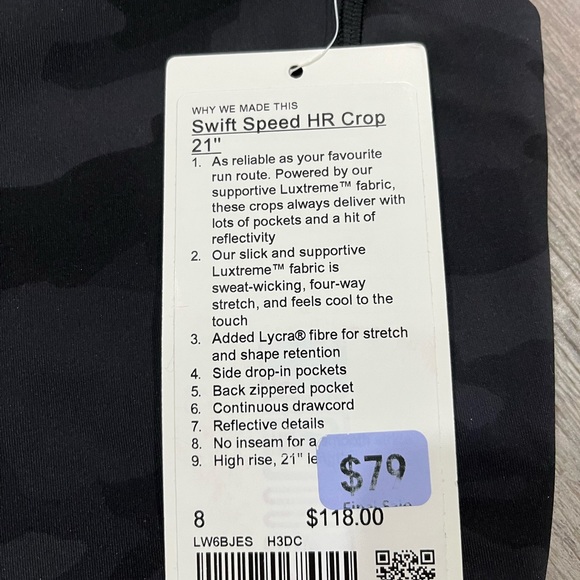 WHY WE MADE THIS
Swift Speed HR Crop
21"
1. As reliable as your favourite
run route. Powered by our
supportive Luxtreme™ fabric,
these crops always deliver with
lots of pockets and a hit of
reflectivity
2. Our slick and supportive
Luxtreme™ fabric is
sweat-wicking, four-way
stretch, and feels cool to the
touch
3. Added Lycra® fibre for stretch
and shape retention
4. Side drop-in pockets
5. Back zippered pocket
6. Continuous drawcord
7. Reflective details
8. No inseam for a
9. High rise, 21"
$79
Final Sale
8 $118.00
LW6BJES H3DC